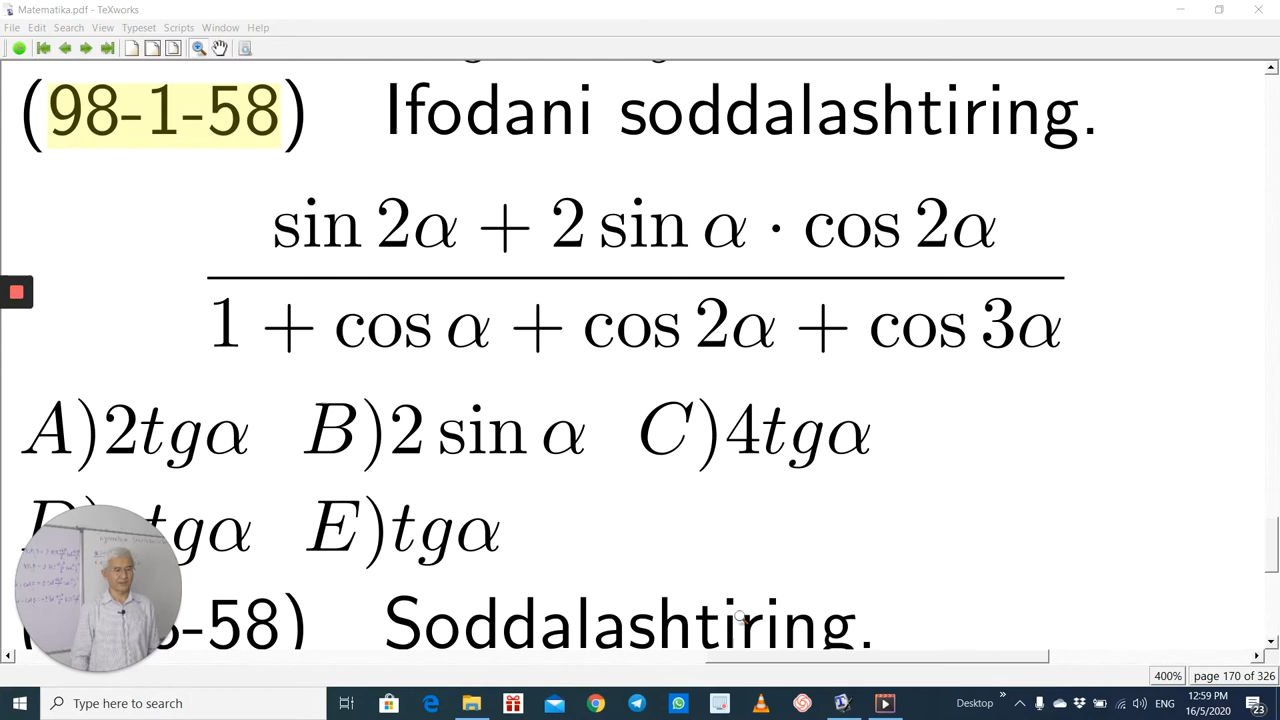 Matematika.pdf - TeXworks
File Edit Search View Typeset Scripts Window Help
(98-1-58) Ifodani soddalashtiring.
sin 2α + 2 sin α · cos 2α
1 + cos α + cos 2α + cos 3α
A)2tgα B)2 sin α C)4tgα
tgα E)tgα
-58) Soddalashtiring.
400% page 170 of 326
Type here to search
Desktop
12:59 PM
16/5/2020
23